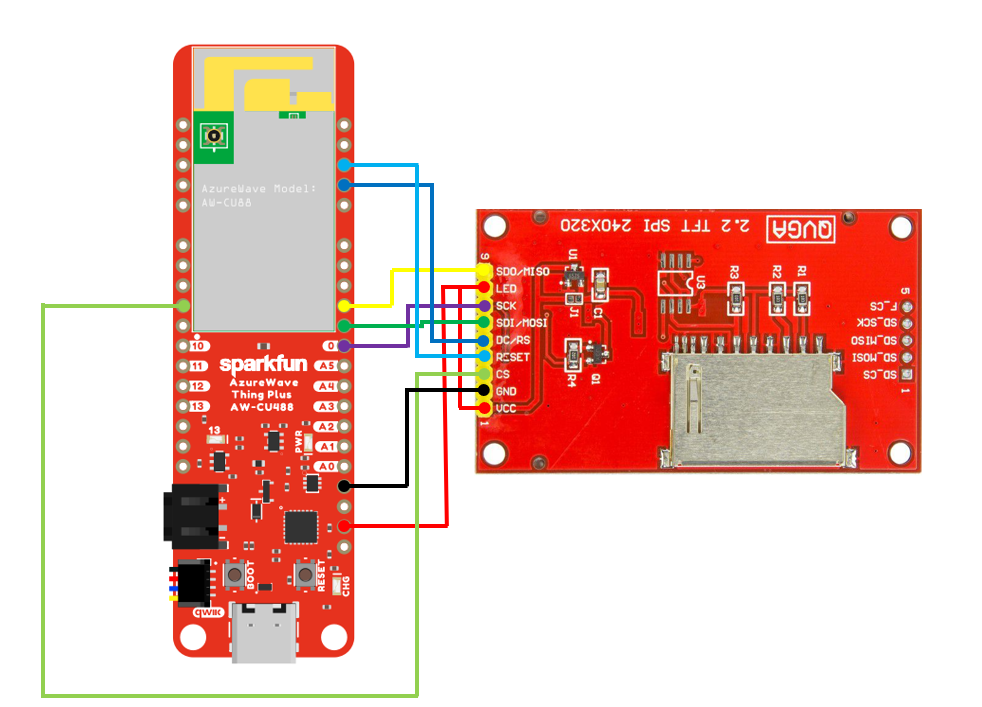 AzureWave Model:
AW-CU88
10
11
12
13
0
A5
A4
A3
A2
A1
A0
sparkfun
AzureWave
Thing Plus
AW-CU488
13
PWR
BOOT
RESET
CHG
qwiic
2.2 TFT SPI 240X320
QVGA
9
SDO/MISO
LED
SCK
SDI/MOSI
DC/RS
RESET
CS
GND
VCC
1
U1
J1
C1
R4
Q1
U3
R3
R2
R1
5
F_CS
SD_SCK
SD_MISO
SD_MOSI
SD_CS
1